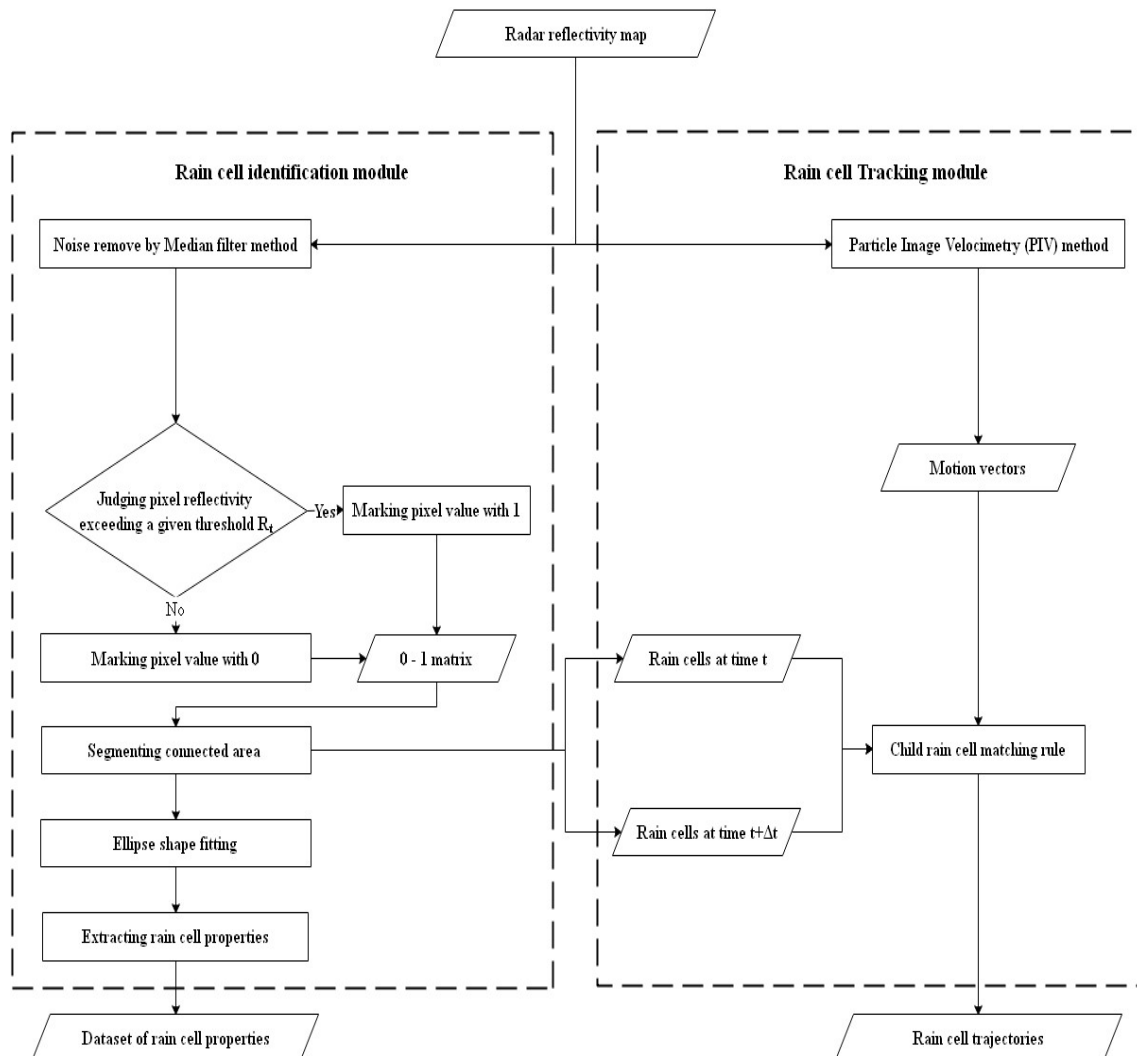 Radar reflectivity map
Rain cell identification module
Rain cell Tracking module
Noise remove by Median filter method
Particle Image Velocimetry (PIV) method
Judging pixel reflectivity
exceeding a given threshold Rt
Yes
Marking pixel value with 1
Motion vectors
No
Marking pixel value with 0
0 - 1 matrix
Rain cells at time t
Segmenting connected area
Child rain cell matching rule
Ellipse shape fitting
Rain cells at time t+Δt
Extracting rain cell properties
Dataset of rain cell properties
Rain cell trajectories